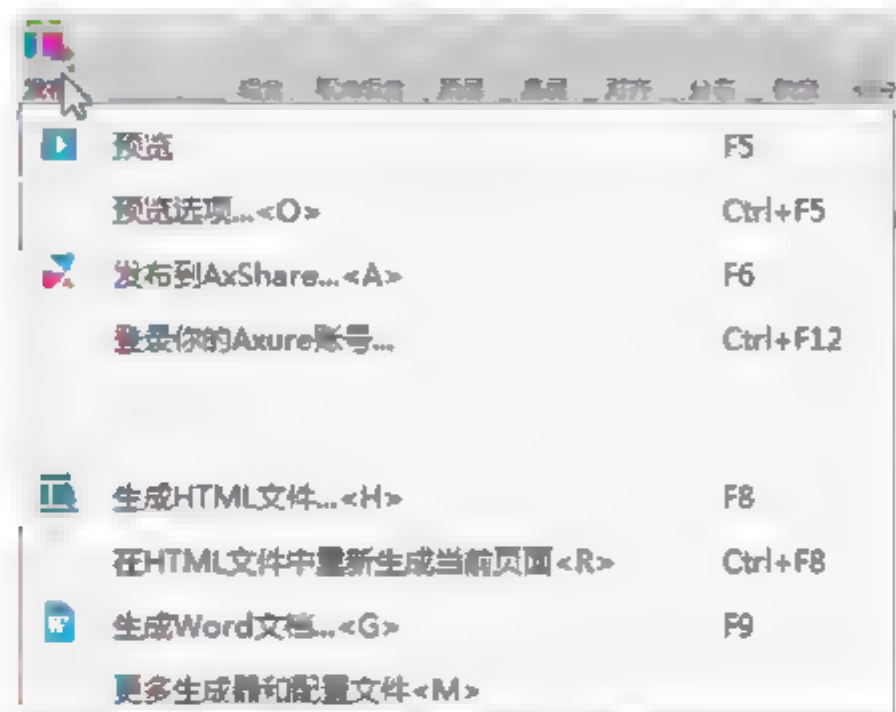 预览 F5
预览选项...<O> Ctrl+F5
发布到AxShare...<A> F6
登录你的Axure账号... Ctrl+F12
生成HTML文件...<H> F8
在HTML文件中重新生成当前页面<R> Ctrl+F8
生成Word文档...<G> F9
更多生成器和配置文件<M>